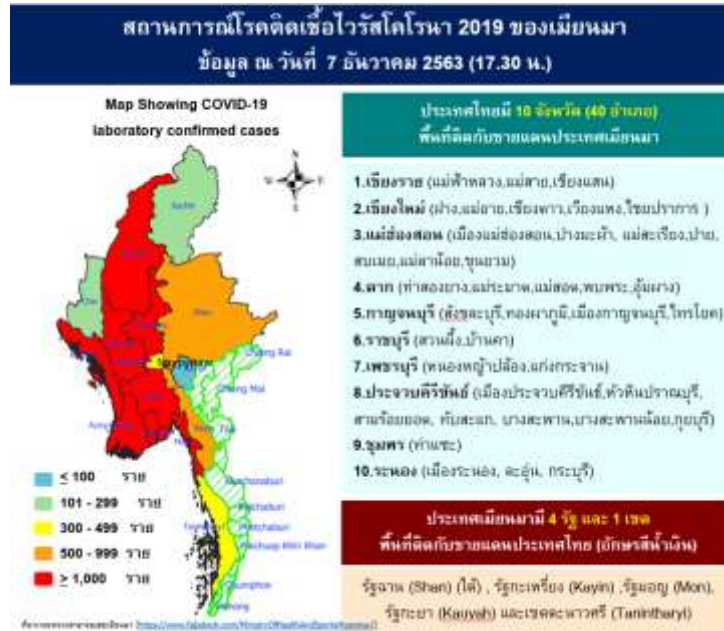 สถานการณ์โรคติดเชื้อไวรัสโคโรนา 2019 ของเมียนมา
ข้อมูล ณ วันที่ 7 ธันวาคม 2563 (17.30 น.)
Map Showing COVID-19
laboratory confirmed cases
≤ 100 ราย
101 - 299 ราย
300 - 499 ราย
500 - 999 ราย
≥ 1,000 ราย
ประเทศไทยมี 10 จังหวัด (40 อำเภอ)
พื้นที่ติดกับชายแดนประเทศเมียนมา
1.เชียงราย (แม่ฟ้าหลวง,แม่สาย,เชียงแสน)
2.เชียงใหม่ (ฝาง,แม่อาย,เชียงดาว,เวียงแหง,ไชยปราการ )
3.แม่ฮ่องสอน (เมืองแม่ฮ่องสอน,ปางมะผ้า, แม่สะเรียง,ปาย,
สบเมย,แม่ลาน้อย,ขุนยวม)
4.ตาก (ท่าสองยาง,แม่ระมาด,แม่สอด,พบพระ,อุ้มผาง)
5.กาญจนบุรี (สังขละบุรี,ทองผาภูมิ,เมืองกาญจนบุรี,ไทรโยค)
6.ราชบุรี (สวนผึ้ง,บ้านคา)
7.เพชรบุรี (หนองหญ้าปล้อง,แก่งกระจาน)
8.ประจวบคีรีขันธ์ (เมืองประจวบคีรีขันธ์,หัวหินปราณบุรี,
สามร้อยยอด, ทับสะแก, บางสะพาน,บางสะพานน้อย,กุยบุรี)
9.ชุมพร (ท่าแซะ)
10.ระนอง (เมืองระนอง, ละอุ่น, กระบุรี)
ประเทศเมียนมามี 4 รัฐ และ 1 เขต
พื้นที่ติดกับชายแดนประเทศไทย (อักษรสีน้ำเงิน)
รัฐฉาน (Shan) (ใต้) , รัฐกะเหรี่ยง (Kayin) ,รัฐมอญ (Mon),
รัฐกะยา (Kauyah) และเขตตะนาวศรี (Tanintharyl)
Chiang Rai
Chiang Mai
Kanchanaburi
Ratchaburi
Phetchaburi
Prachuap Khiri Khan
Chumphon
Ranong